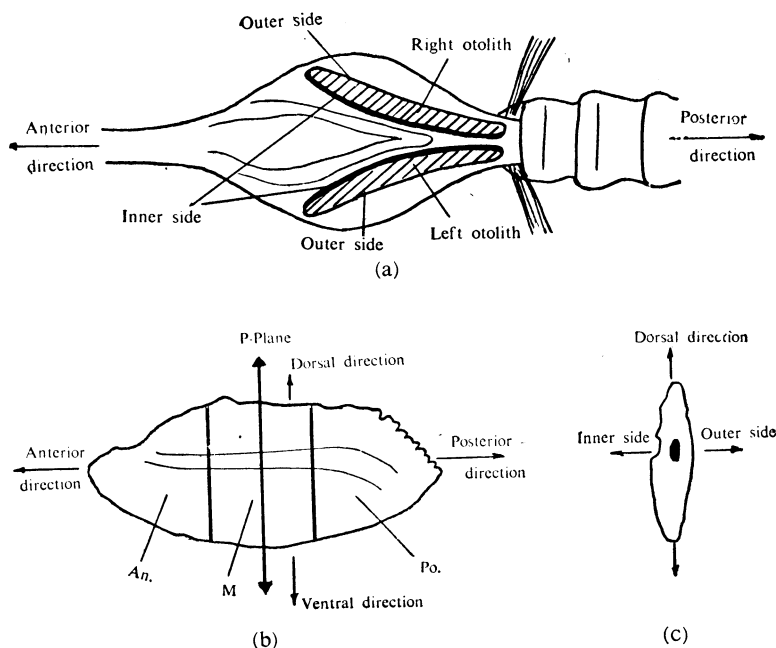 Outer side
Right otolith
Anterior
direction
Posterior
direction
Inner side
Outer side
Left otolith
(a)
P-Plane
Dorsal direction
Anterior
direction
Posterior
direction
An.
M
Po.
Ventral direction
(b)
Dorsal direction
Inner side
Outer side
(c)